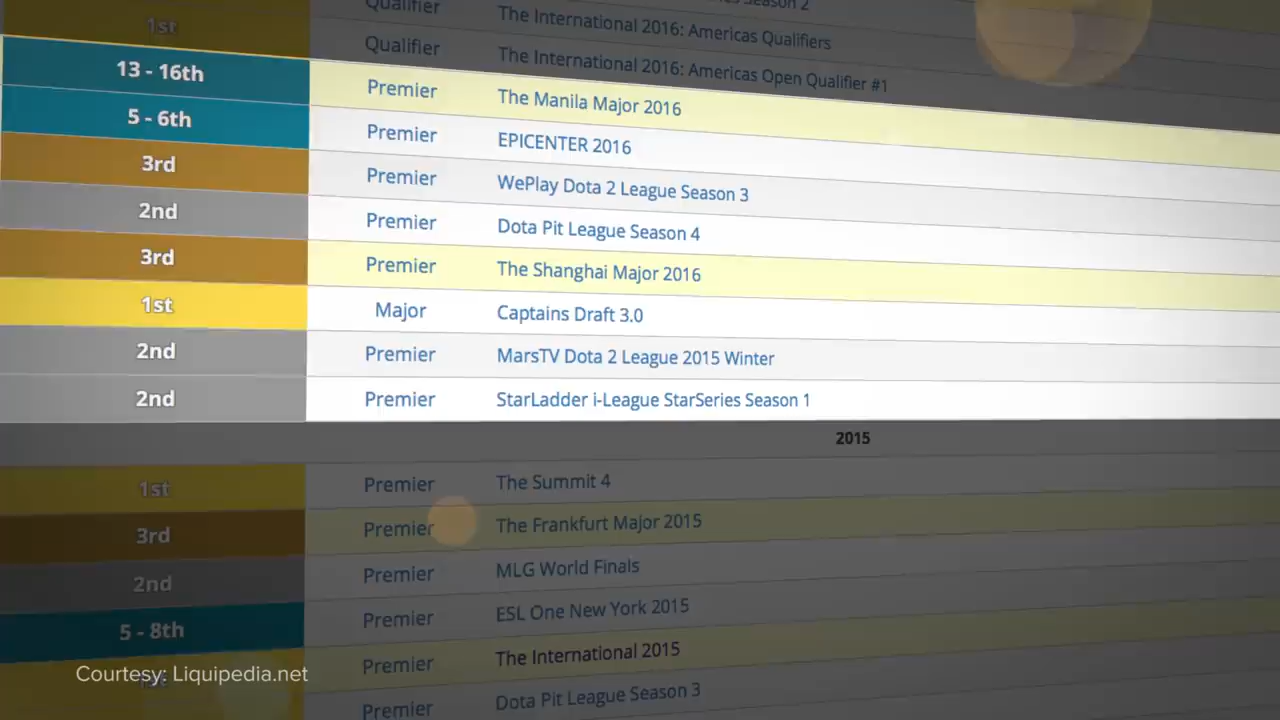 Season 2
1st Qualifier The International 2016: Americas Qualifiers
Qualifier The International 2016: Americas Open Qualifier #1
13 - 16th Premier The Manila Major 2016
5 - 6th Premier EPICENTER 2016
3rd Premier WePlay Dota 2 League Season 3
2nd Premier Dota Pit League Season 4
3rd Premier The Shanghai Major 2016
1st Major Captains Draft 3.0
2nd Premier MarsTV Dota 2 League 2015 Winter
2nd Premier StarLadder i-League StarSeries Season 1
2015
1st Premier The Summit 4
3rd Premier The Frankfurt Major 2015
2nd Premier MLG World Finals
5 - 8th Premier ESL One New York 2015
Premier The International 2015
Premier Dota Pit League Season 3
Courtesy: Liquipedia.net